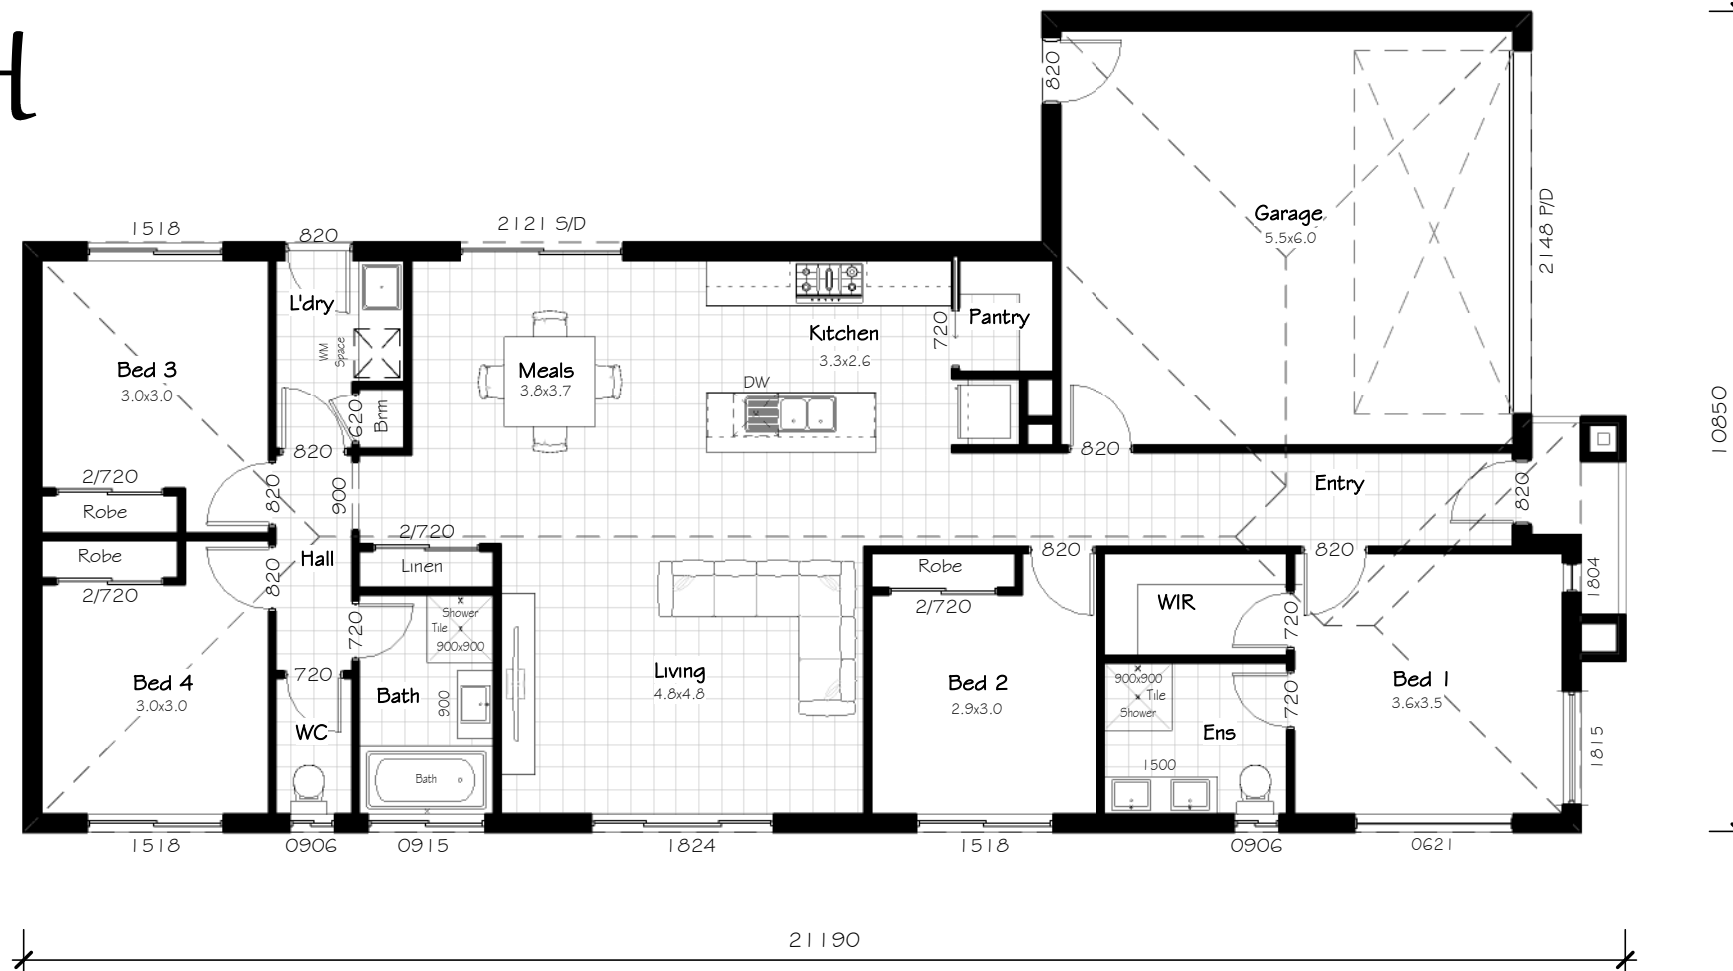 H
820
Garage
5.5x6.0
2148 P/D
1518
820
2121 S/D
L'dry
WM
Space
Bed 3
3.0x3.0
Meals
3.8x3.7
Kitchen
3.3x2.6
720
Pantry
DW
620
Brm
820
820
10850
2/720
Robe
820
900
Entry
820
Robe
2/720
820
Hall
2/720
Linen
820
Robe
2/720
820
1804
WIR
720
Shower
Tile
900x900
720
720
Bed 4
3.0x3.0
Bath
900
Living
4.8x4.8
Bed 2
2.9x3.0
900x900
Tile
Shower
720
Bed 1
3.6x3.5
WC
Ens
1815
Bath
1500
1518
0906
0915
1824
1518
0906
0621
21190